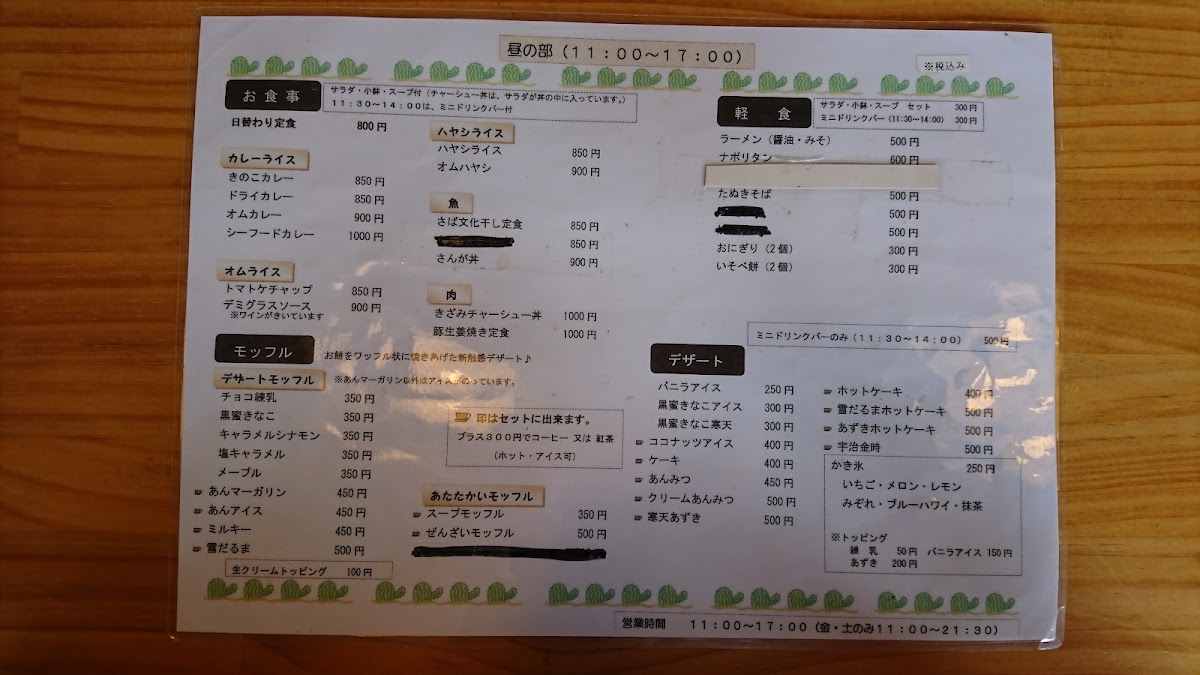 昼の部（11：00～17：00）
※税込み
お食事
サラダ・小鉢・スープ付（チャーシュー丼は、サラダが丼の中に入っています。）
11：30～14：00は、ミニドリンクバー付
日替わり定食 800円
カレーライス
きのこカレー 850円
ドライカレー 850円
オムカレー 900円
シーフードカレー 1000円
オムライス
トマトケチャップ 850円
デミグラスソース 900円
※ワインがきいています
ハヤシライス
ハヤシライス 850円
オムハヤシ 900円
魚
さば文化干し定食 850円
850円
さんが丼 900円
肉
きざみチャーシュー丼 1000円
豚生姜焼き定食 1000円
軽食
サラダ・小鉢・スープ セット 300円
ミニドリンクバー（11:30～14:00） 300円
ラーメン（醤油・みそ） 500円
ナポリタン 600円
たぬきそば 500円
500円
500円
おにぎり（2個） 300円
いそべ餅（2個） 300円
ミニドリンクバーのみ（11：30～14：00） 500円
モッフル
お餅をワッフル状に焼きあげた新触感デザート♪
デザートモッフル
※あんマーガリン以外はアイスがのっています。
チョコ練乳 350円
黒蜜きなこ 350円
キャラメルシナモン 350円
塩キャラメル 350円
メープル 350円
あんマーガリン 450円
あんアイス 450円
ミルキー 450円
雪だるま 500円
生クリームトッピング 100円
印はセットに出来ます。
プラス300円でコーヒー 又は 紅茶
（ホット・アイス可）
あたたかいモッフル
スープモッフル 350円
ぜんざいモッフル 500円
デザート
バニラアイス 250円
黒蜜きなこアイス 300円
黒蜜きなこ寒天 300円
ココナッツアイス 400円
ケーキ 400円
あんみつ 450円
クリームあんみつ 500円
寒天あずき 500円
ホットケーキ 400円
雪だるまホットケーキ 500円
あずきホットケーキ 500円
宇治金時 500円
かき氷 250円
いちご・メロン・レモン
みぞれ・ブルーハワイ・抹茶
※トッピング
練乳 50円 バニラアイス 150円
あずき 200円
営業時間 11：00～17：00（金・土のみ11：00～21：30）